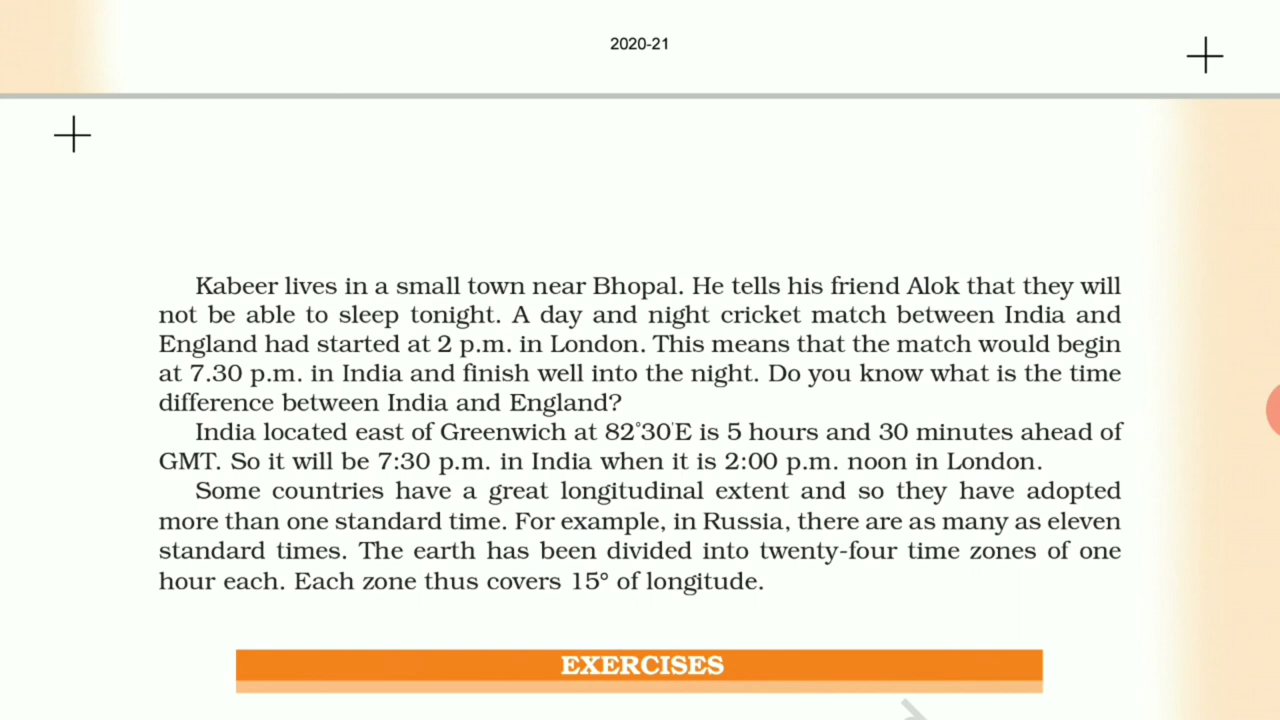 2020-21
Kabeer lives in a small town near Bhopal. He tells his friend Alok that they will
not be able to sleep tonight. A day and night cricket match between India and
England had started at 2 p.m. in London. This means that the match would begin
at 7.30 p.m. in India and finish well into the night. Do you know what is the time
difference between India and England?
India located east of Greenwich at 82°30'E is 5 hours and 30 minutes ahead of
GMT. So it will be 7:30 p.m. in India when it is 2:00 p.m. noon in London.
Some countries have a great longitudinal extent and so they have adopted
more than one standard time. For example, in Russia, there are as many as eleven
standard times. The earth has been divided into twenty-four time zones of one
hour each. Each zone thus covers 15° of longitude.
EXERCISES